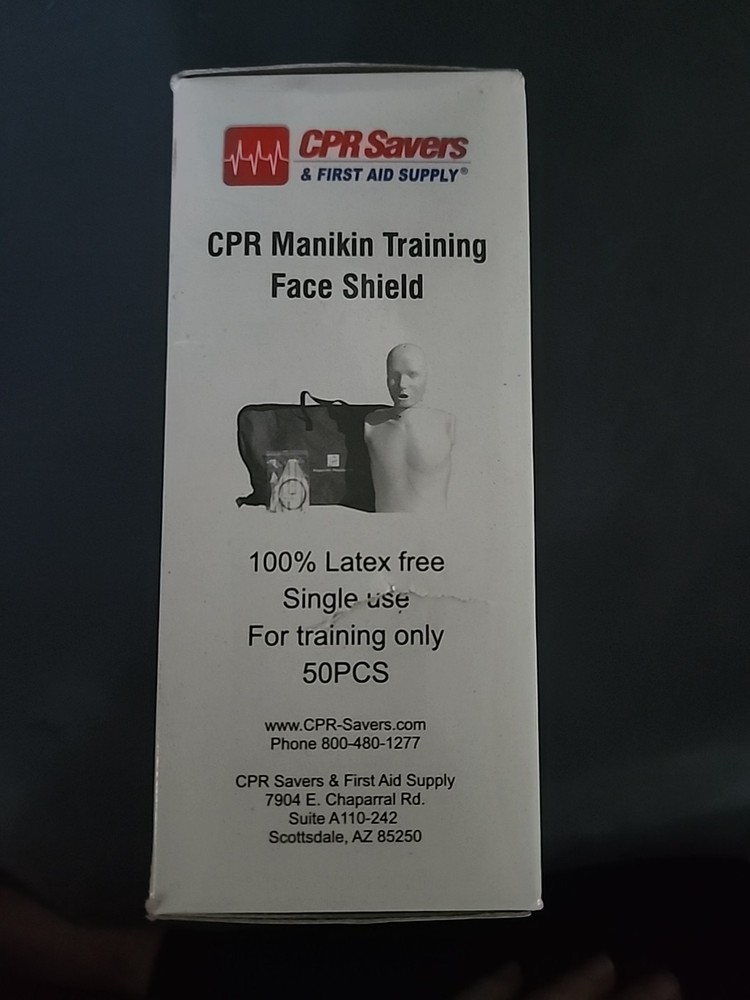 CPR Savers
& FIRST AID SUPPLY®
CPR Manikin Training
Face Shield
100% Latex free
Single use
For training only
50PCS
www.CPR-Savers.com
Phone 800-480-1277
CPR Savers & First Aid Supply
7904 E. Chaparral Rd.
Suite A110-242
Scottsdale, AZ 85250